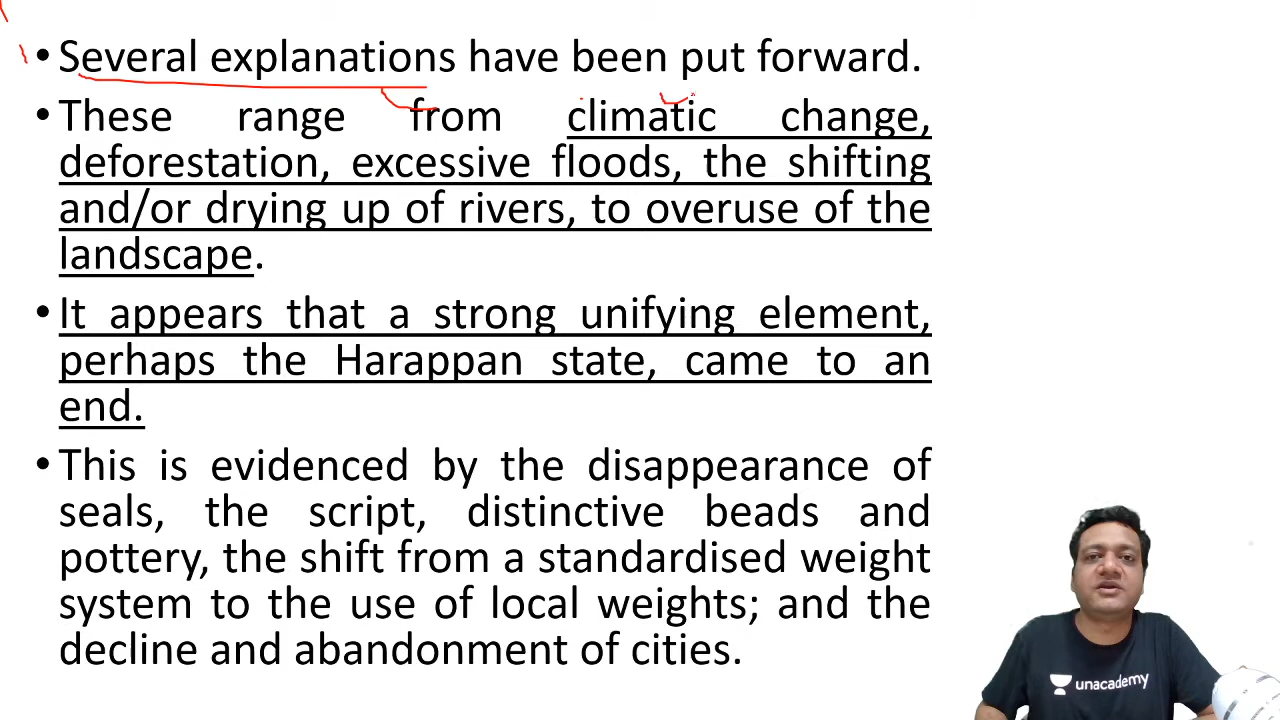 • Several explanations have been put forward.
• These range from climatic change,
deforestation, excessive floods, the shifting
and/or drying up of rivers, to overuse of the
landscape.
• It appears that a strong unifying element,
perhaps the Harappan state, came to an
end.
• This is evidenced by the disappearance of
seals, the script, distinctive beads and
pottery, the shift from a standardised weight
system to the use of local weights; and the
decline and abandonment of cities.
unacademy